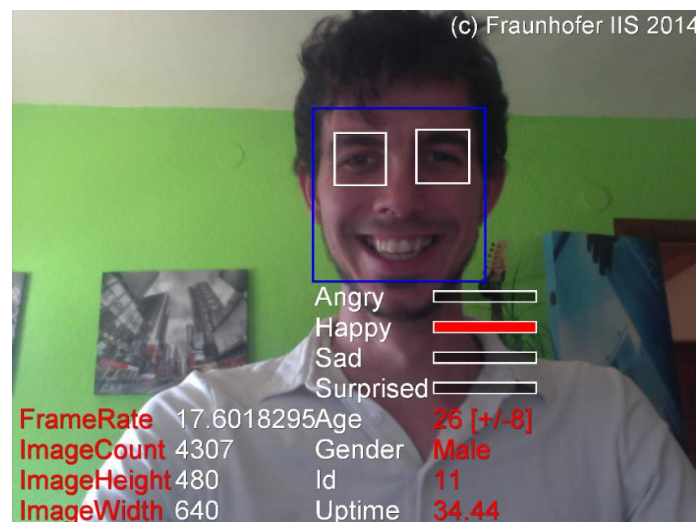 (c) Fraunhofer IIS 2014
Angry
Happy
Sad
Surprised
FrameRate 17.6018295 Age 26 [+/-8]
ImageCount 4307 Gender Male
ImageHeight 480 Id 11
ImageWidth 640 Uptime 34.44